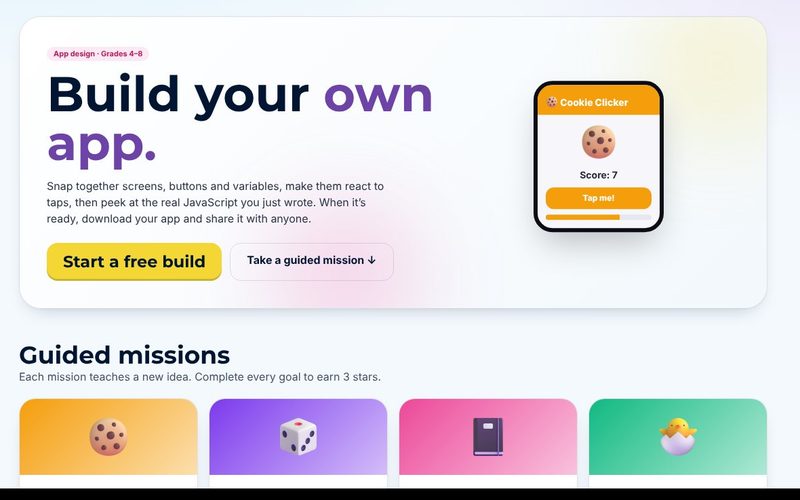 App design · Grades 4–8
Build your own
app.
Snap together screens, buttons and variables, make them react to
taps, then peek at the real JavaScript you just wrote. When it's
ready, download your app and share it with anyone.
Start a free build
Take a guided mission ↓
Cookie Clicker
Score: 7
Tap me!
Guided missions
Each mission teaches a new idea. Complete every goal to earn 3 stars.